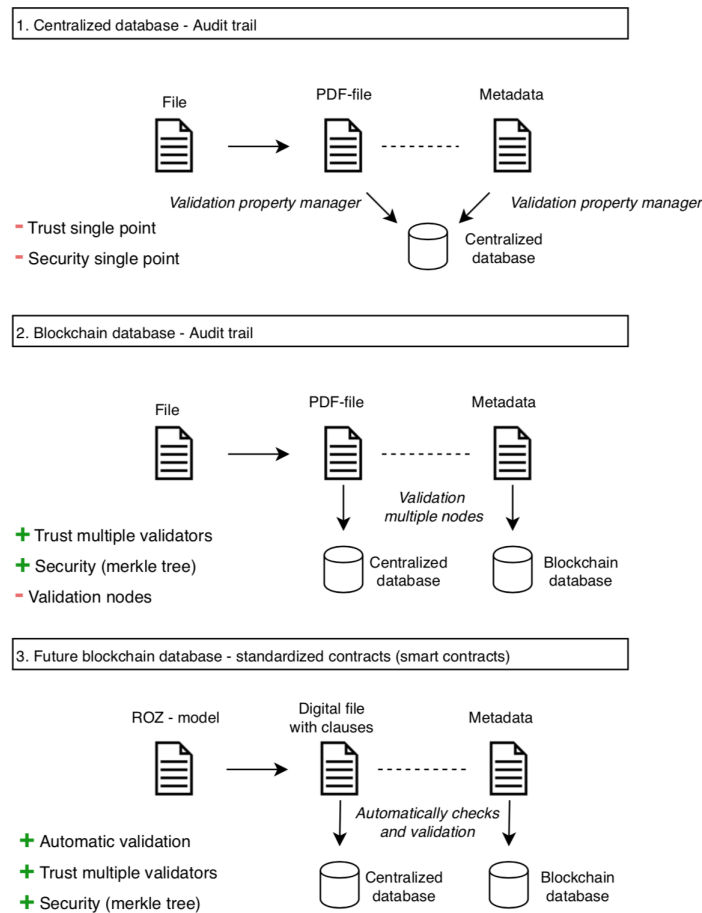 1. Centralized database - Audit trail
File
PDF-file
Metadata
Validation property manager
Validation property manager
- Trust single point
- Security single point
Centralized
database
2. Blockchain database - Audit trail
File
PDF-file
Metadata
Validation
multiple nodes
+ Trust multiple validators
+ Security (merkle tree)
- Validation nodes
Centralized
database
Blockchain
database
3. Future blockchain database - standardized contracts (smart contracts)
ROZ - model
Digital file
with clauses
Metadata
Automatically checks
and validation
+ Automatic validation
+ Trust multiple validators
+ Security (merkle tree)
Centralized
database
Blockchain
database